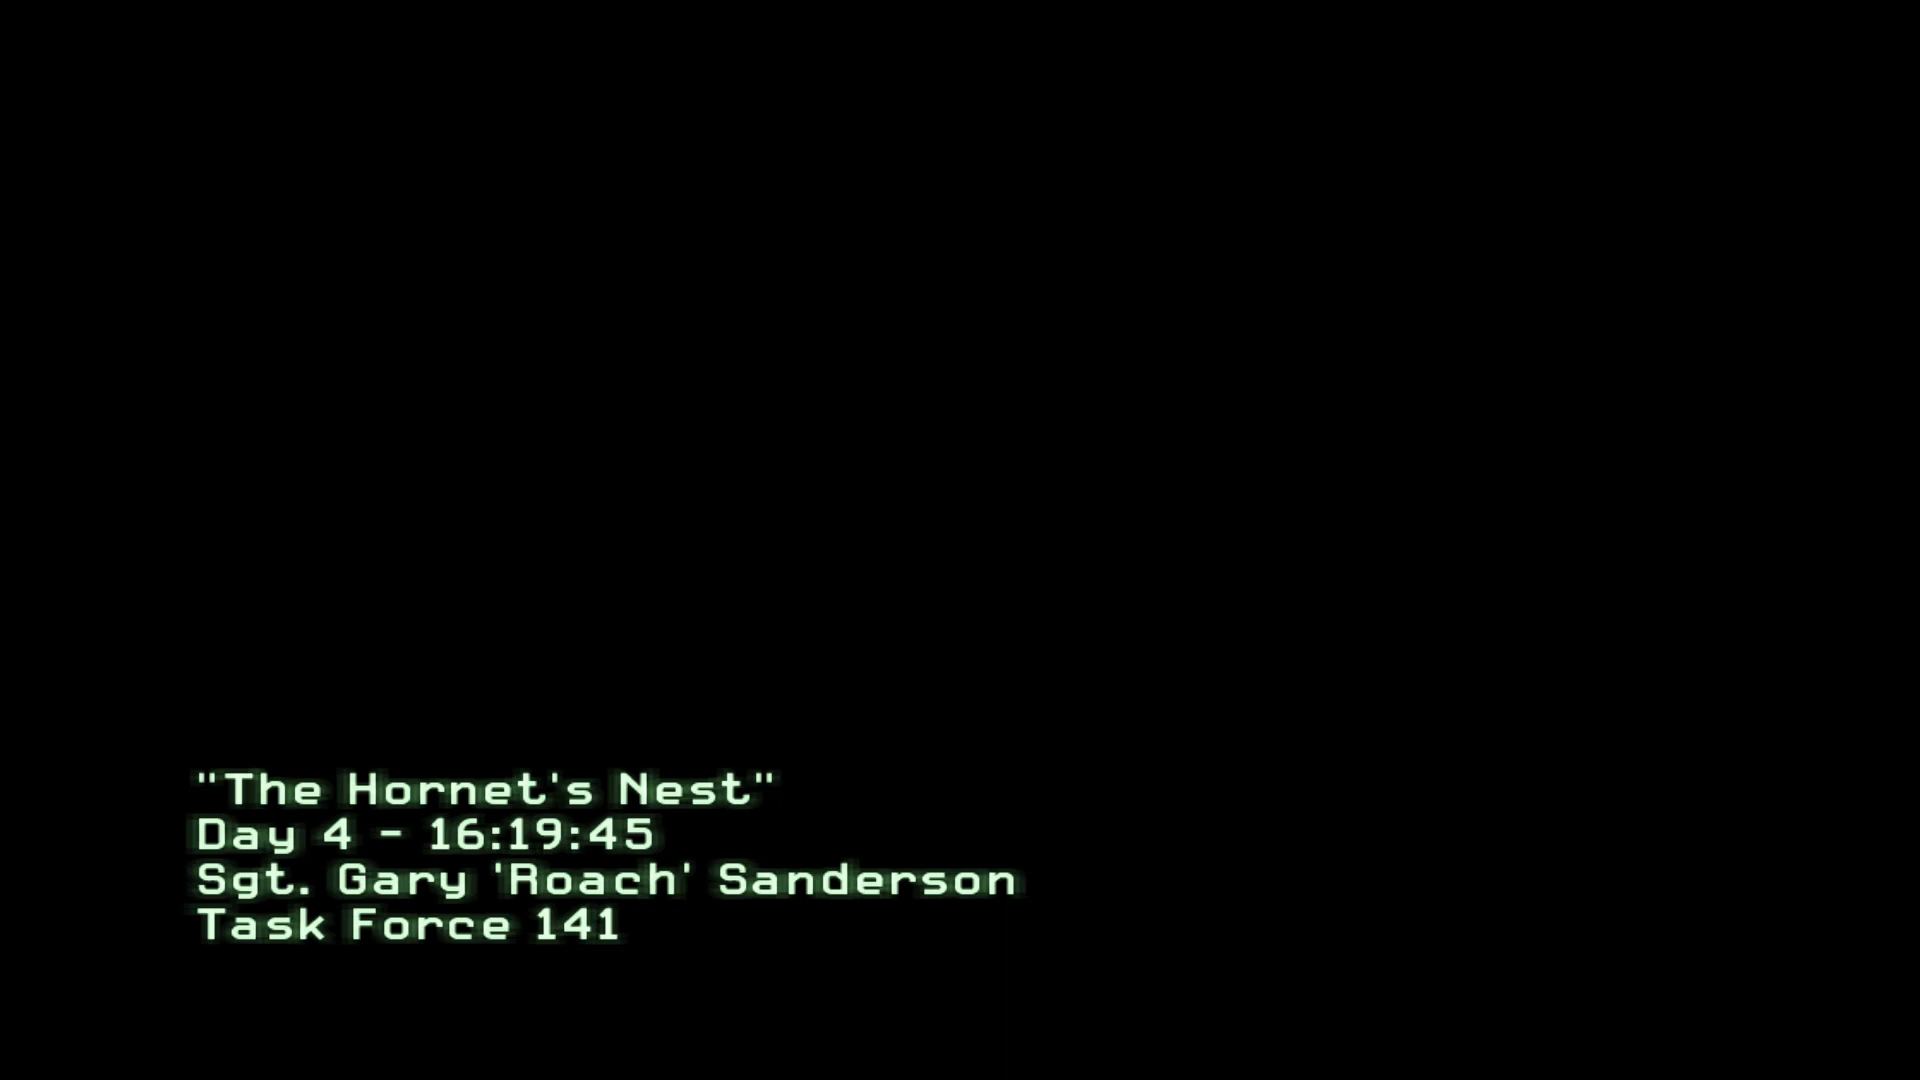 "The Hornet's Nest"
Day 4 - 16:19:45
Sgt. Gary 'Roach' Sanderson
Task Force 141